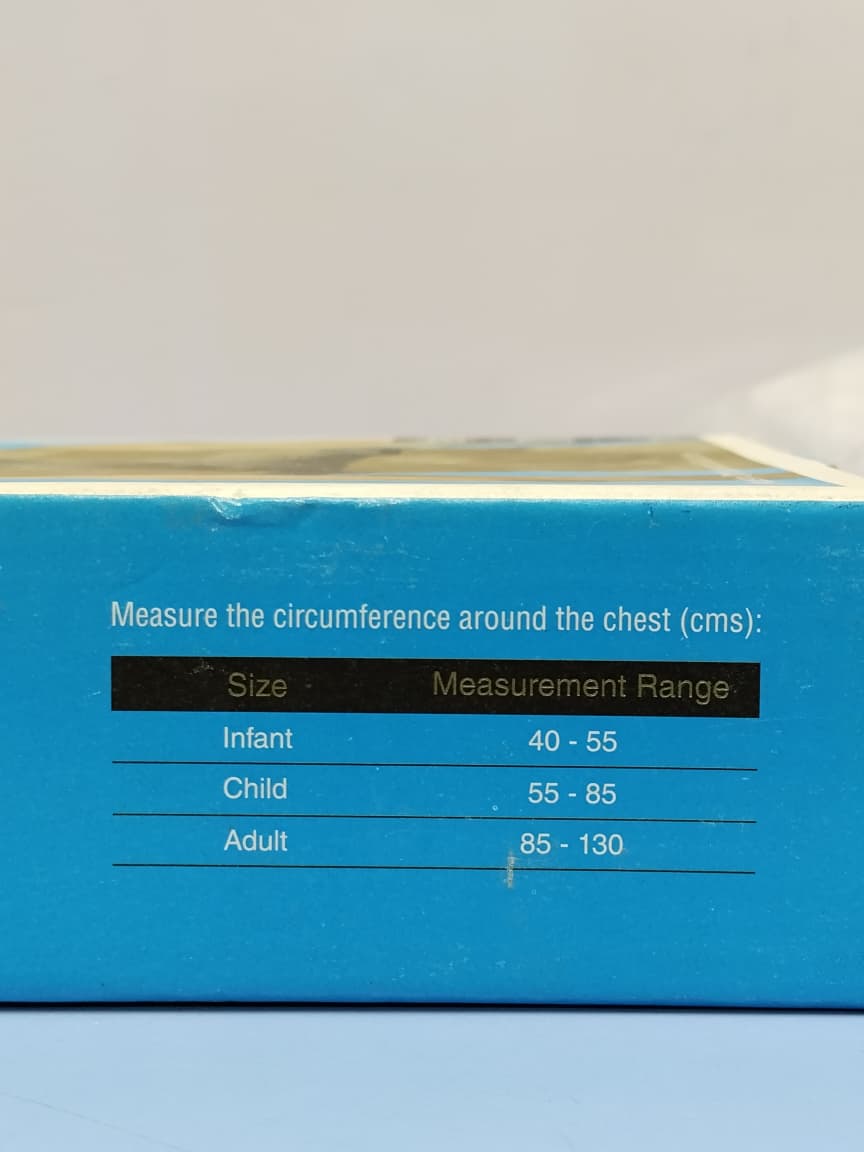 Measure the circumference around the chest (cms):
Size Measurement Range
Infant 40 - 55
Child 55 - 85
Adult 85 - 130